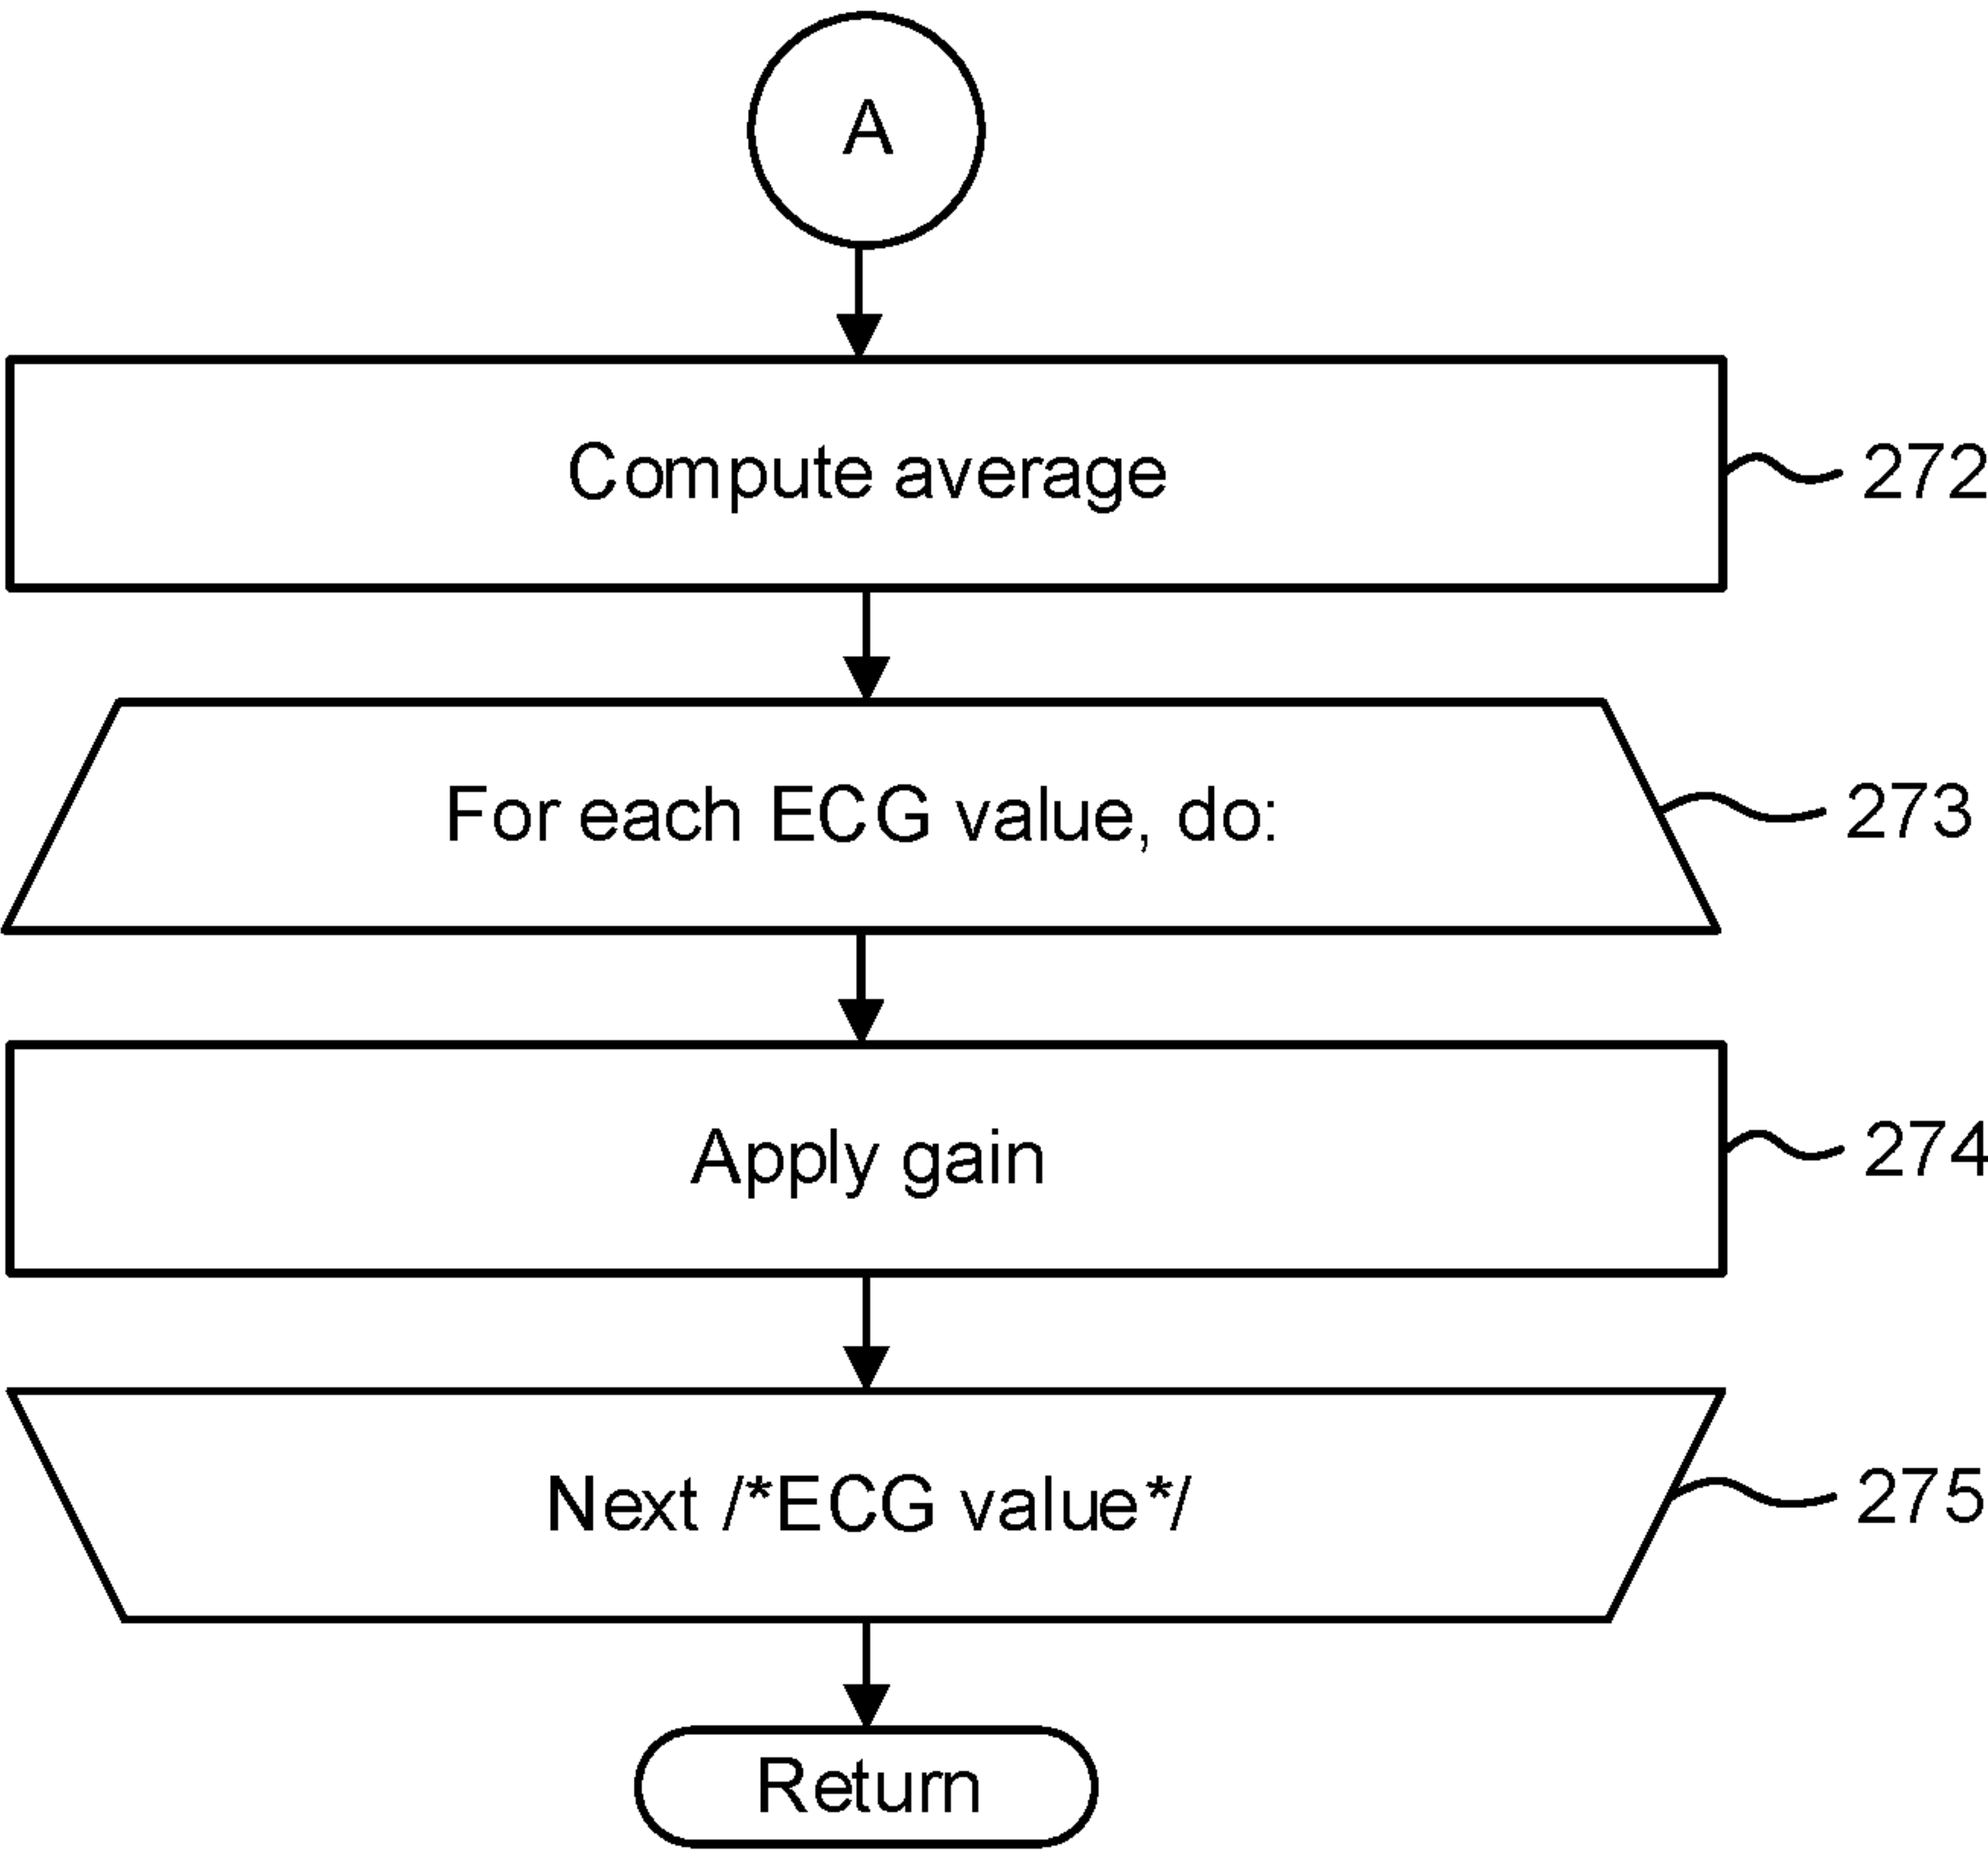 A
Compute average 272
For each ECG value, do: 273
Apply gain 274
Next /*ECG value*/ 275
Return